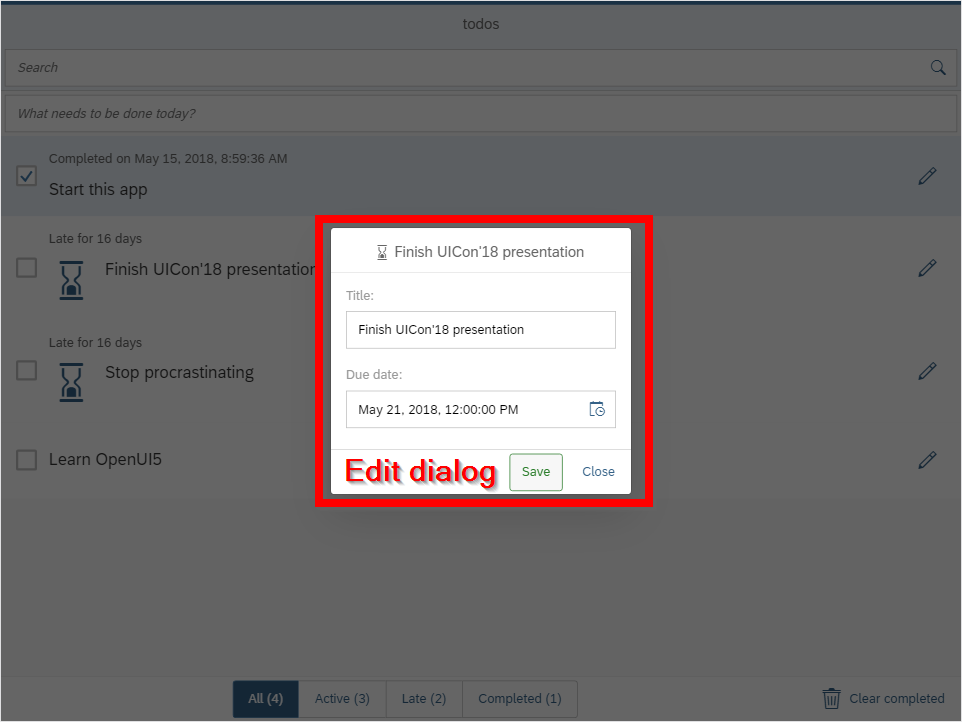 todos
Search
What needs to be done today?
Completed on May 15, 2018, 8:59:36 AM
Start this app
Late for 16 days
Finish UICon'18 presentation
Late for 16 days
Stop procrastinating
Learn OpenUI5
Finish UICon'18 presentation
Title:
Finish UICon'18 presentation
Due date:
May 21, 2018, 12:00:00 PM
Edit dialog Save Close
All (4) Active (3) Late (2) Completed (1) Clear completed